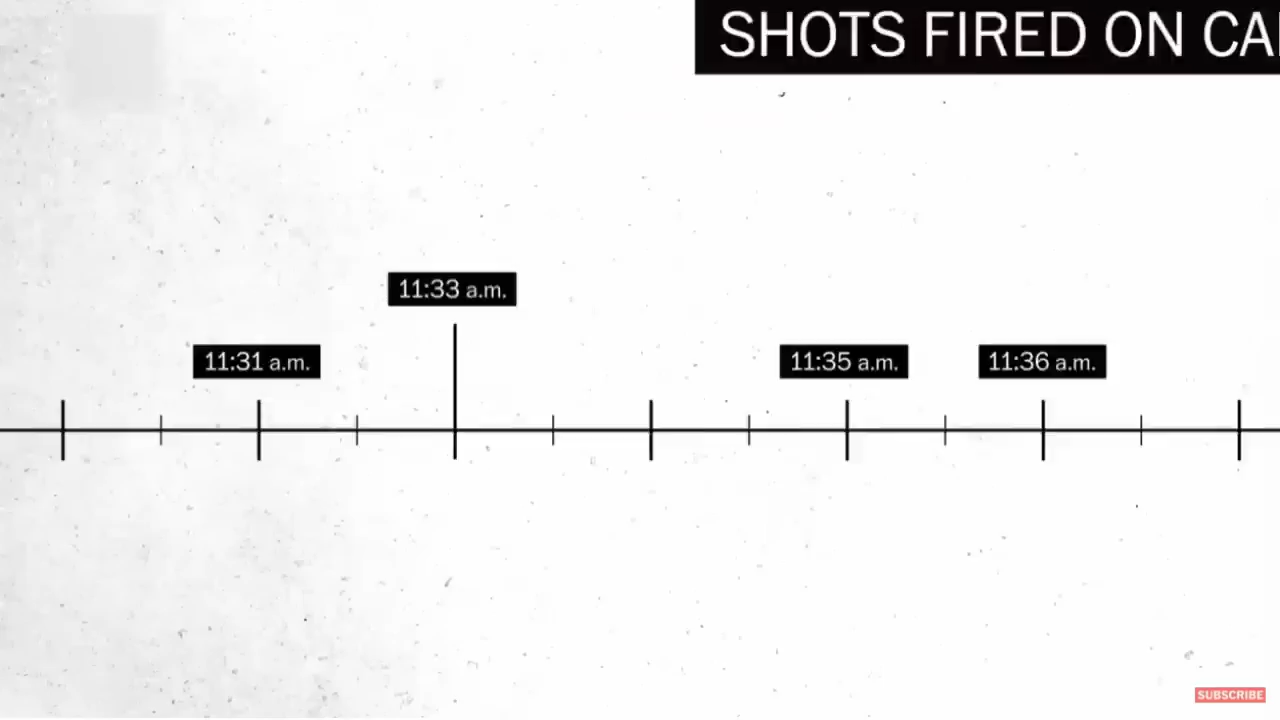 SHOTS FIRED ON CA
11:33 a.m.
11:31 a.m.
11:35 a.m.
11:36 a.m.
SUBSCRIBE